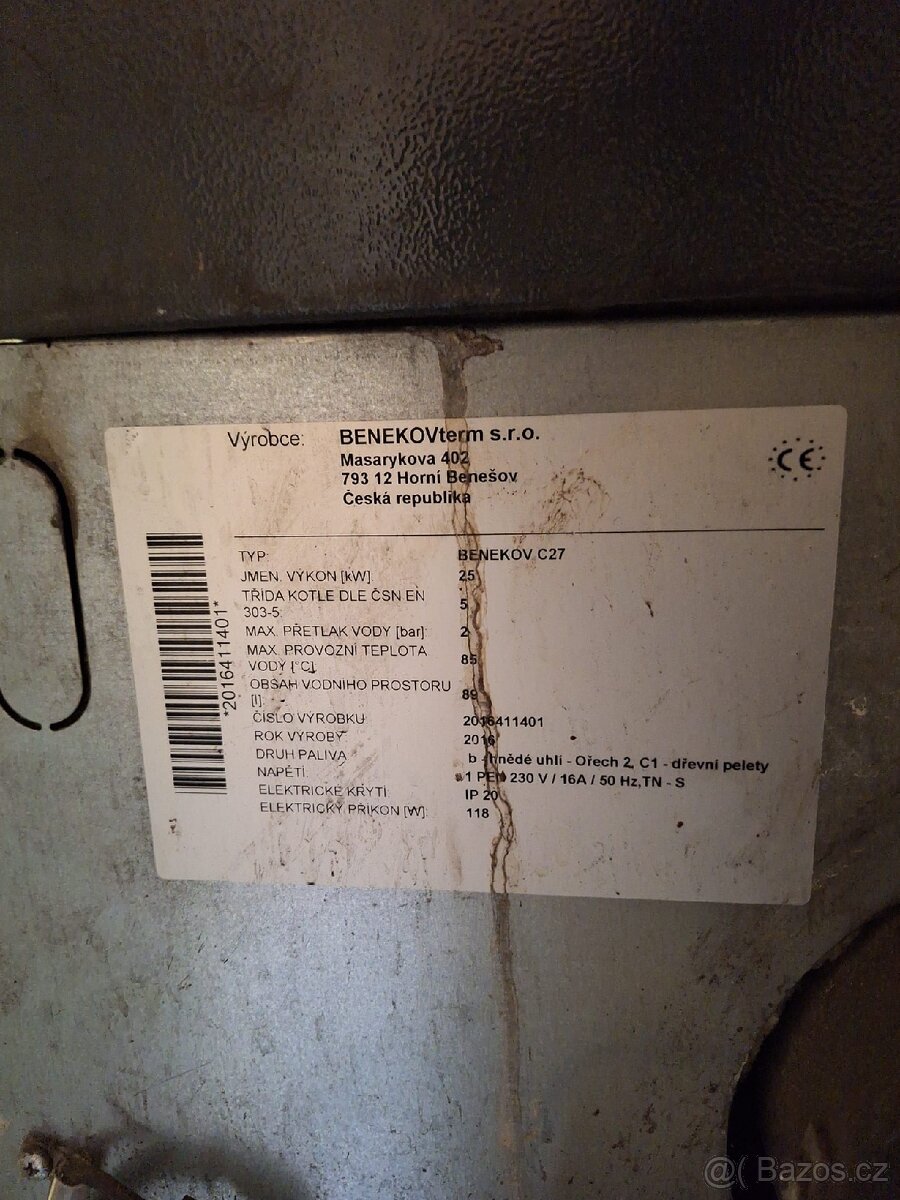 Výrobce: BENEKOVterm s.r.o.
Masarykova 402
793 12 Horní Benešov
Česká republika
CE
TYP: BENEKOV C27
JMEN. VÝKON [kW]: 25
TŘÍDA KOTLE DLE ČSN EN
303-5: 5
MAX. PŘETLAK VODY [bar]: 2
MAX. PROVOZNÍ TEPLOTA
VODY [°C]: 85
OBSAH VODNÍHO PROSTORU
[l]: 89
ČÍSLO VÝROBKU 2016411401
ROK VÝROBY: 2016
DRUH PALIVA b - hnědé uhlí - Ořech 2, C1 - dřevní pelety
NAPĚTÍ: 1 PEN 230 V / 16A / 50 Hz,TN - S
ELEKTRICKÉ KRYTÍ IP 20
ELEKTRICKÝ PŘÍKON [W]: 118
*2016411401*
@( Bazos.cz